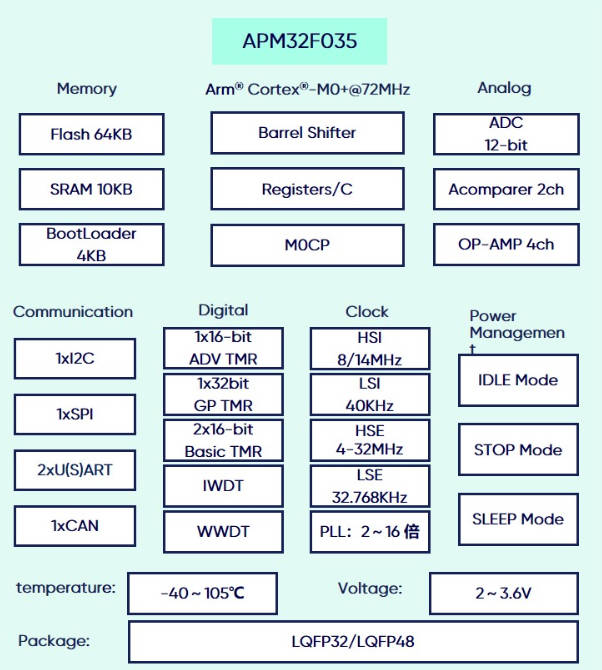 APM32F035
Memory
Arm® Cortex®-M0+@72MHz
Analog
Flash 64KB
Barrel Shifter
ADC
12-bit
SRAM 10KB
Registers/C
Acomparer 2ch
BootLoader
4KB
M0CP
OP-AMP 4ch
Communication
Digital
Clock
Power
Managemen
t
1xI2C
1xSPI
2xU(S)ART
1xCAN
1x16-bit
ADV TMR
1x32bit
GP TMR
2x16-bit
Basic TMR
IWDT
WWDT
HSI
8/14MHz
LSI
40KHz
HSE
4-32MHz
LSE
32.768KHz
PLL：2～16 倍
IDLE Mode
STOP Mode
SLEEP Mode
temperature:
-40～105℃
Voltage:
2～3.6V
Package:
LQFP32/LQFP48